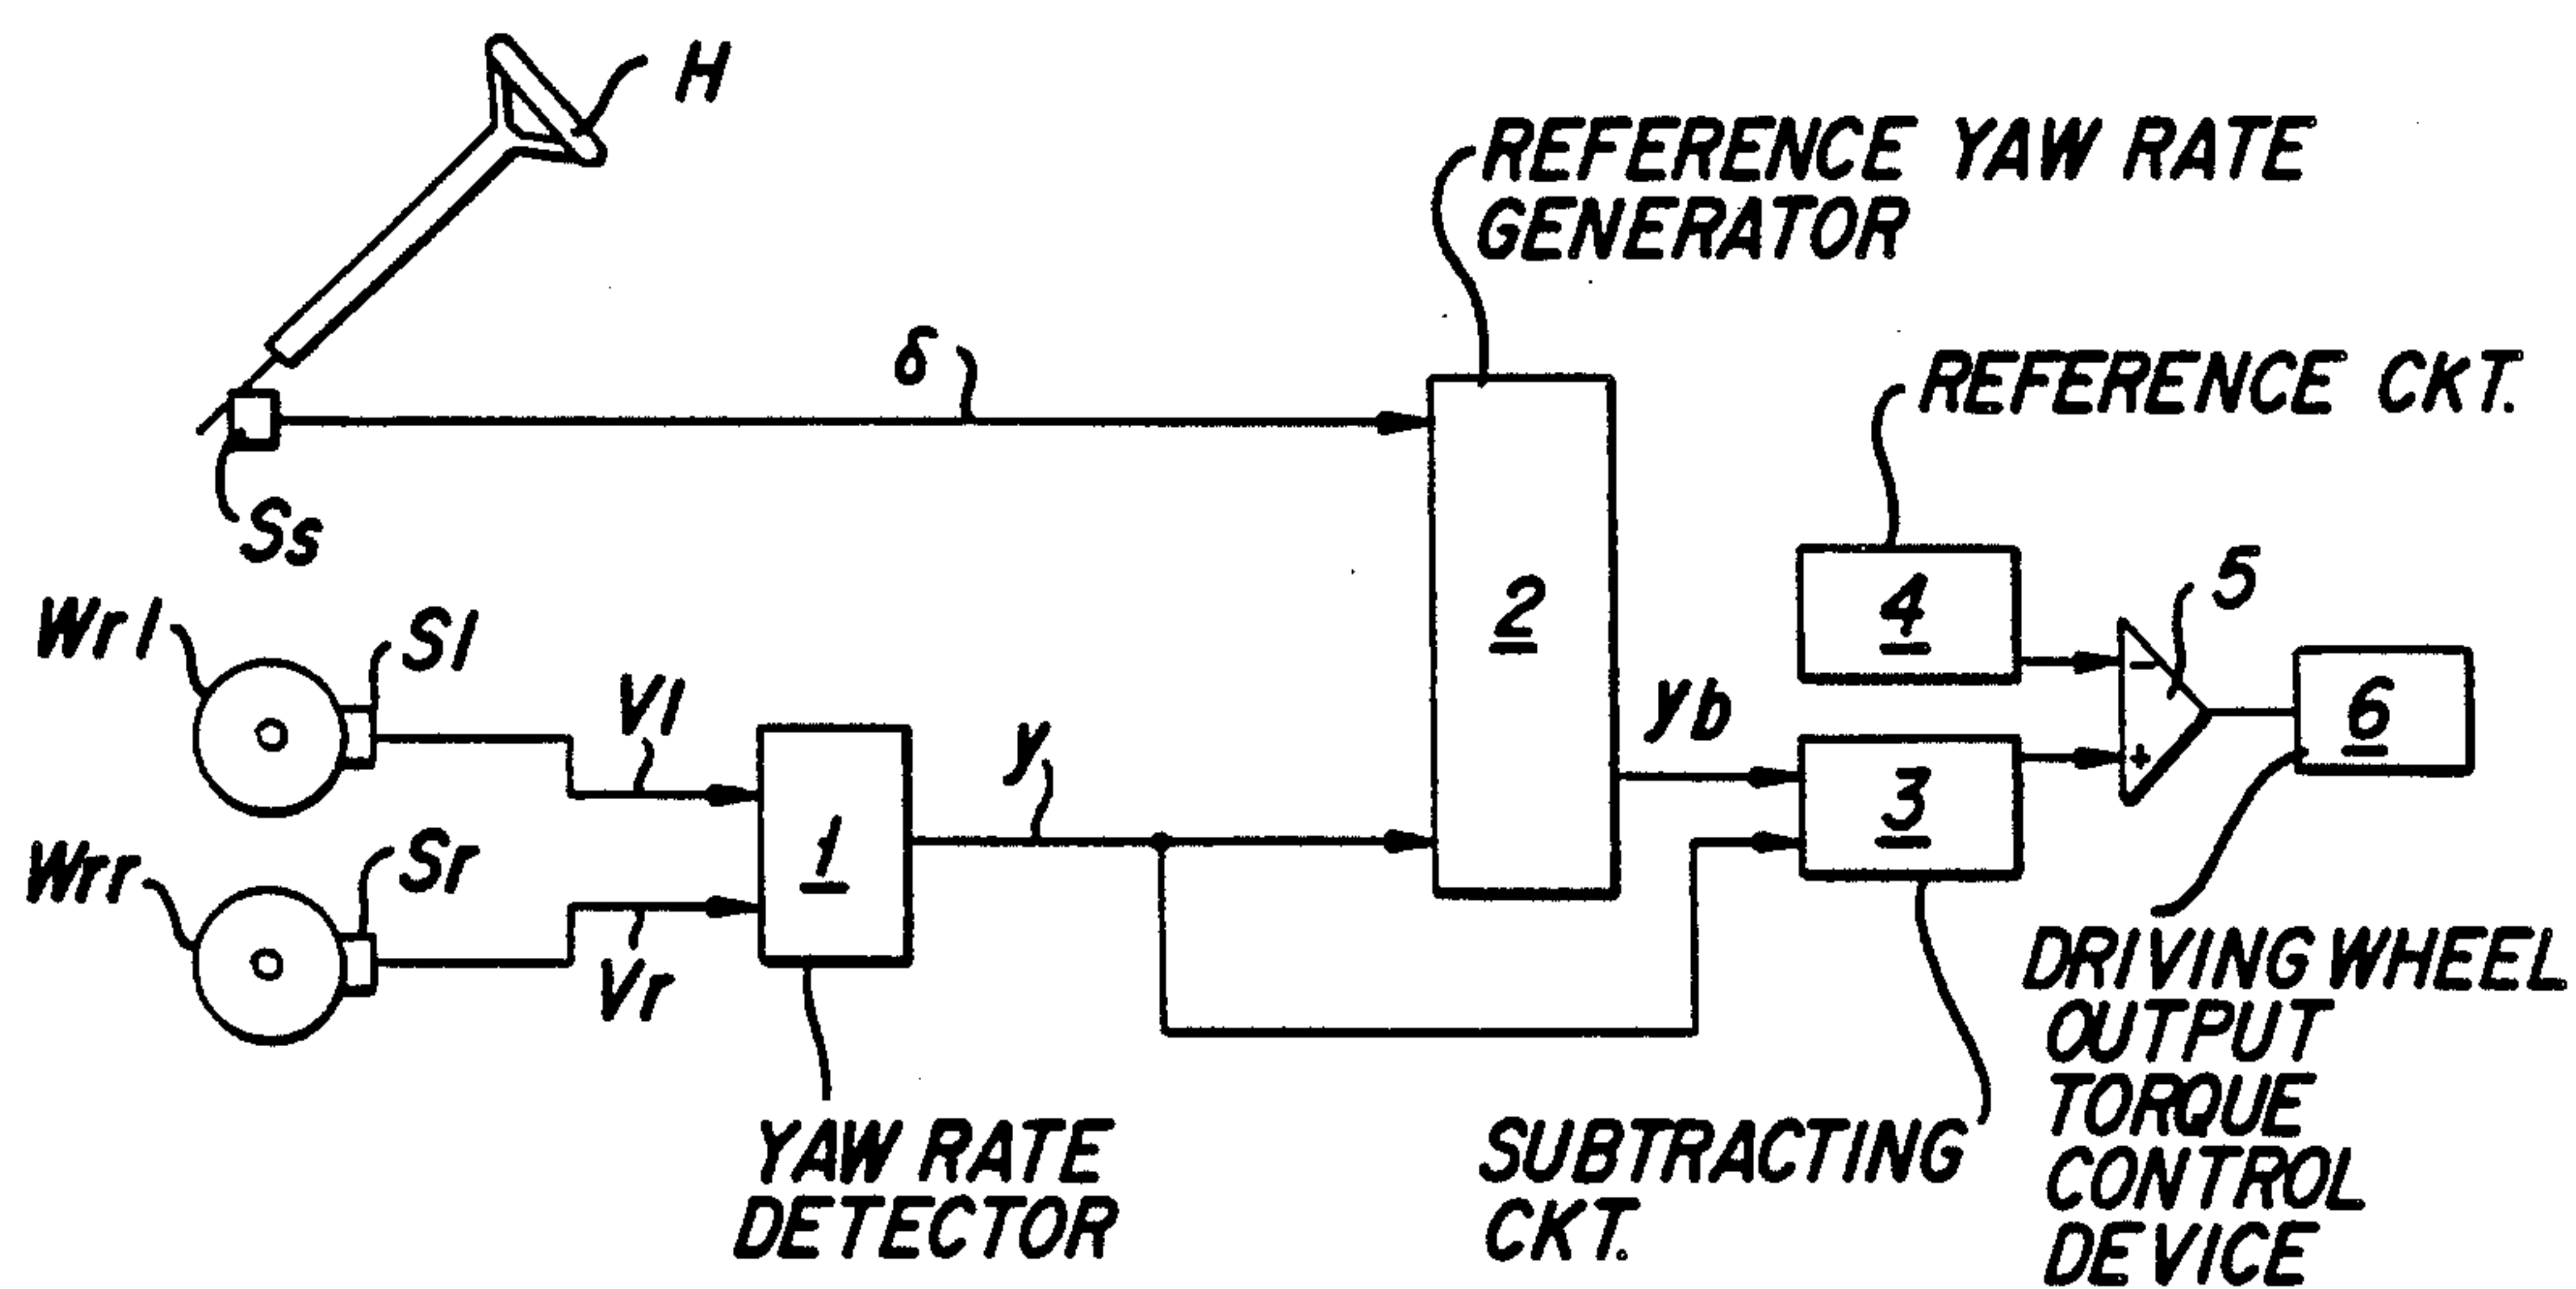 H
REFERENCE YAW RATE
GENERATOR
δ
REFERENCE CKT.
Ss
2
4
5
Wrl
Sl
Vl
yb
-
6
y
+
3
1
Wrr
Sr
Vr
DRIVING WHEEL
OUTPUT
TORQUE
CONTROL
DEVICE
YAW RATE
DETECTOR
SUBTRACTING
CKT.